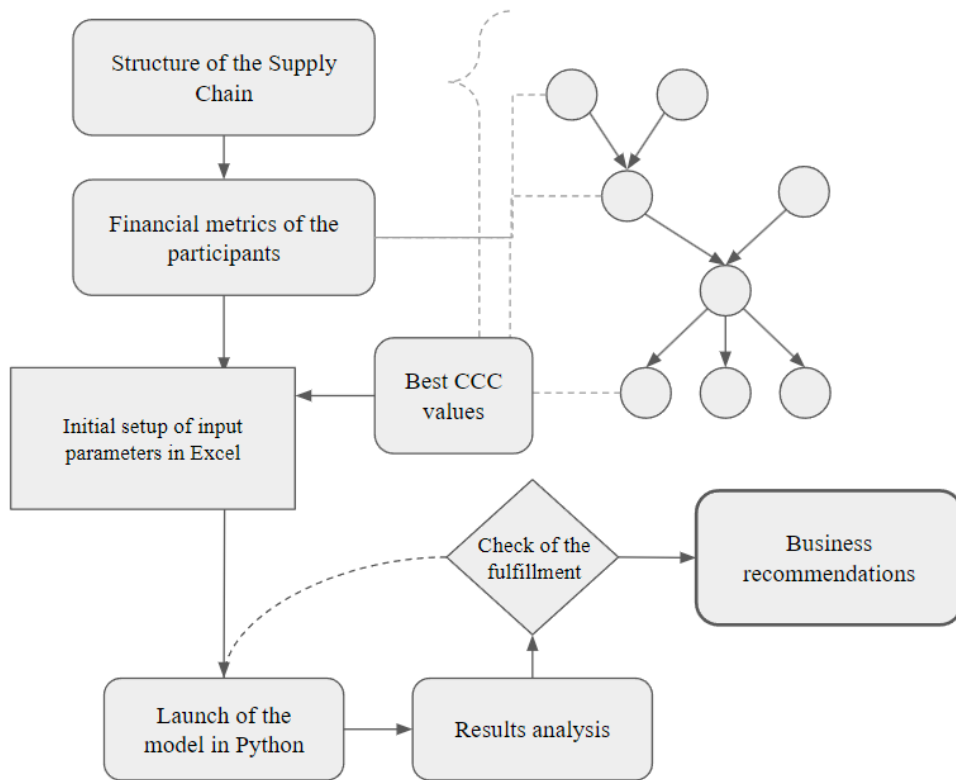 Structure of the Supply
Chain
Financial metrics of the
participants
Best CCC
values
Initial setup of input
parameters in Excel
Check of the
fulfillment
Business
recommendations
Launch of the
model in Python
Results analysis